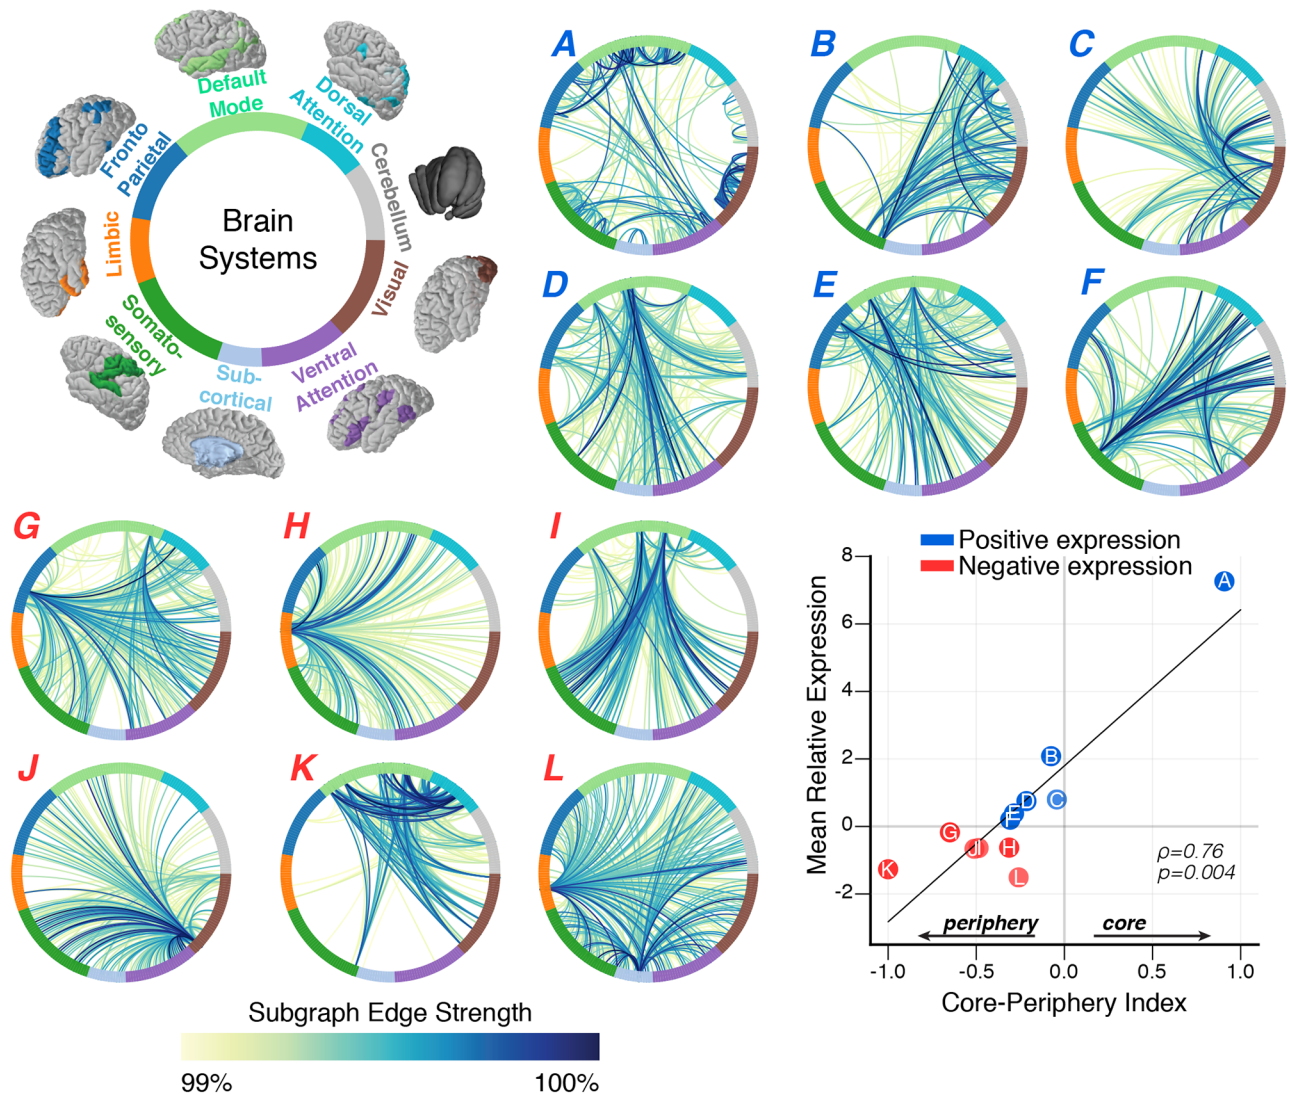 Default
Mode
Dorsal
Attention
Cerebellum
Visual
Ventral
Attention
Sub-
cortical
Somato-
sensory
Limbic
Fronto
Parietal
Brain
Systems
A
B
C
D
E
F
G
H
I
J
K
L
Subgraph Edge Strength
99%
100%
Positive expression
Negative expression
Mean Relative Expression
8
6
4
2
0
-2
A
B
C
D
E
G
H
J
K
L
ρ=0.76
p=0.004
periphery
core
-1.0
-0.5
0.0
0.5
1.0
Core-Periphery Index